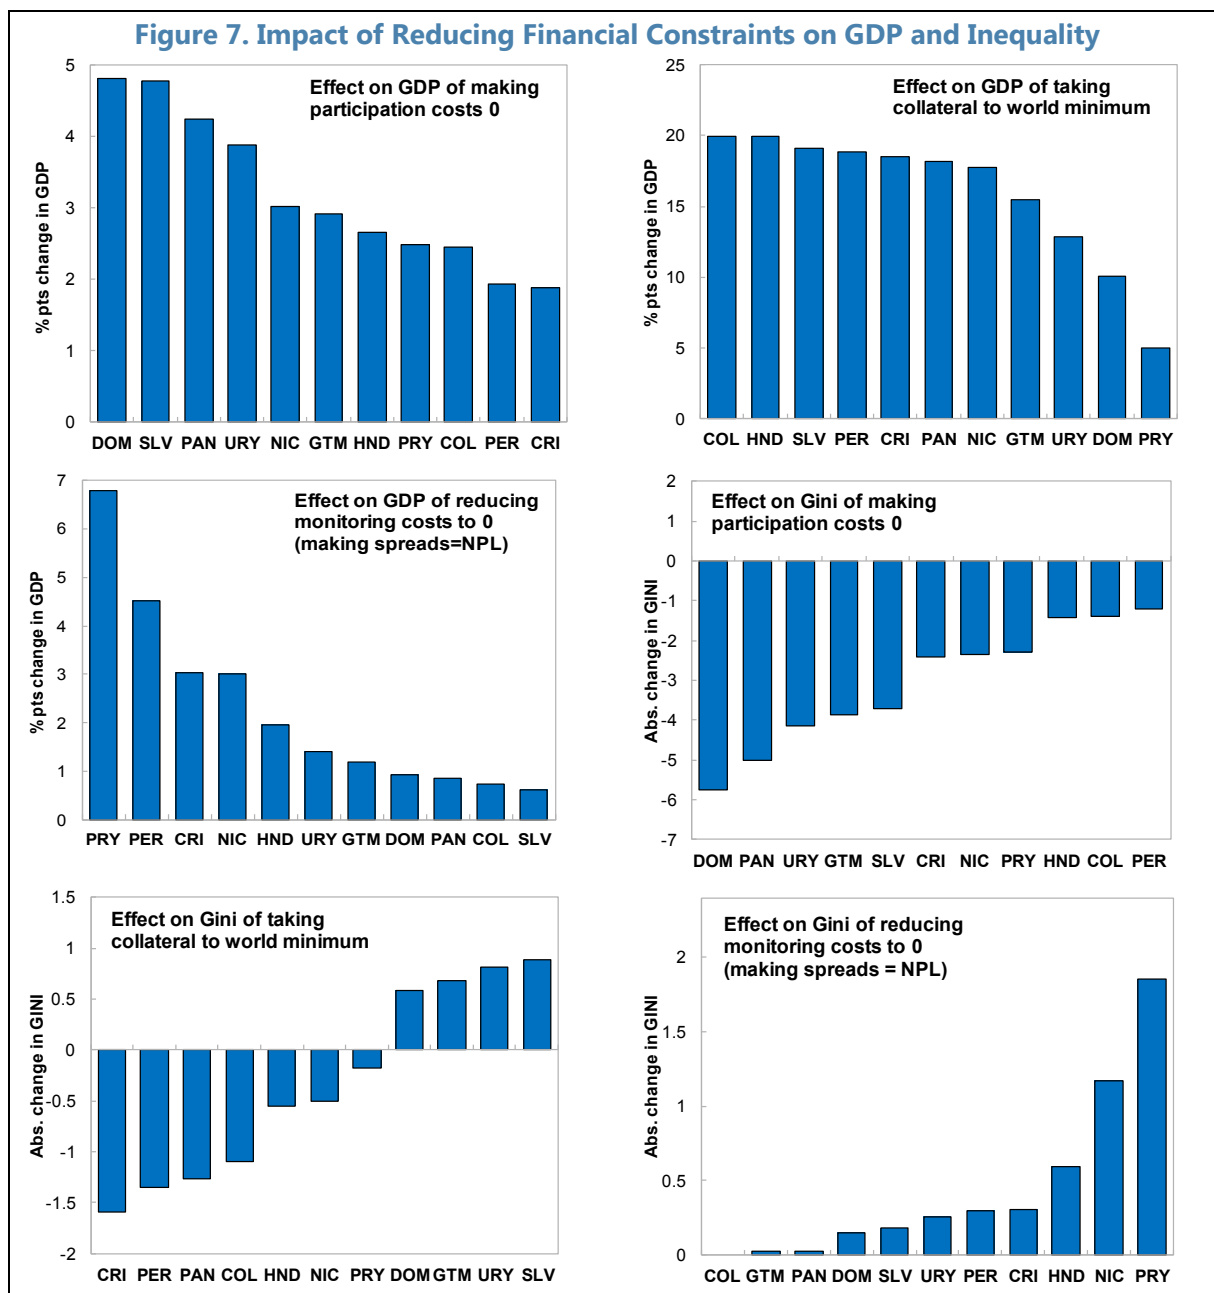 Figure 7. Impact of Reducing Financial Constraints on GDP and Inequality
Effect on GDP of making
participation costs 0
% pts change in GDP
5
4
3
2
1
0
DOM SLV PAN URY NIC GTM HND PRY COL PER CRI
Effect on GDP of taking
collateral to world minimum
% pts change in GDP
25
20
15
10
5
0
COL HND SLV PER CRI PAN NIC GTM URY DOM PRY
Effect on GDP of reducing
monitoring costs to 0
(making spreads=NPL)
% pts change in GDP
7
6
5
4
3
2
1
0
PRY PER CRI NIC HND URY GTM DOM PAN COL SLV
Effect on Gini of making
participation costs 0
Abs. change in GINI
2
1
0
-1
-2
-3
-4
-5
-6
-7
DOM PAN URY GTM SLV CRI NIC PRY HND COL PER
Effect on Gini of taking
collateral to world minimum
Abs. change in GINI
1.5
1
0.5
0
-0.5
-1
-1.5
-2
CRI PER PAN COL HND NIC PRY DOM GTM URY SLV
Effect on Gini of reducing
monitoring costs to 0
(making spreads = NPL)
Abs. change in GINI
2
1.5
1
0.5
0
COL GTM PAN DOM SLV URY PER CRI HND NIC PRY